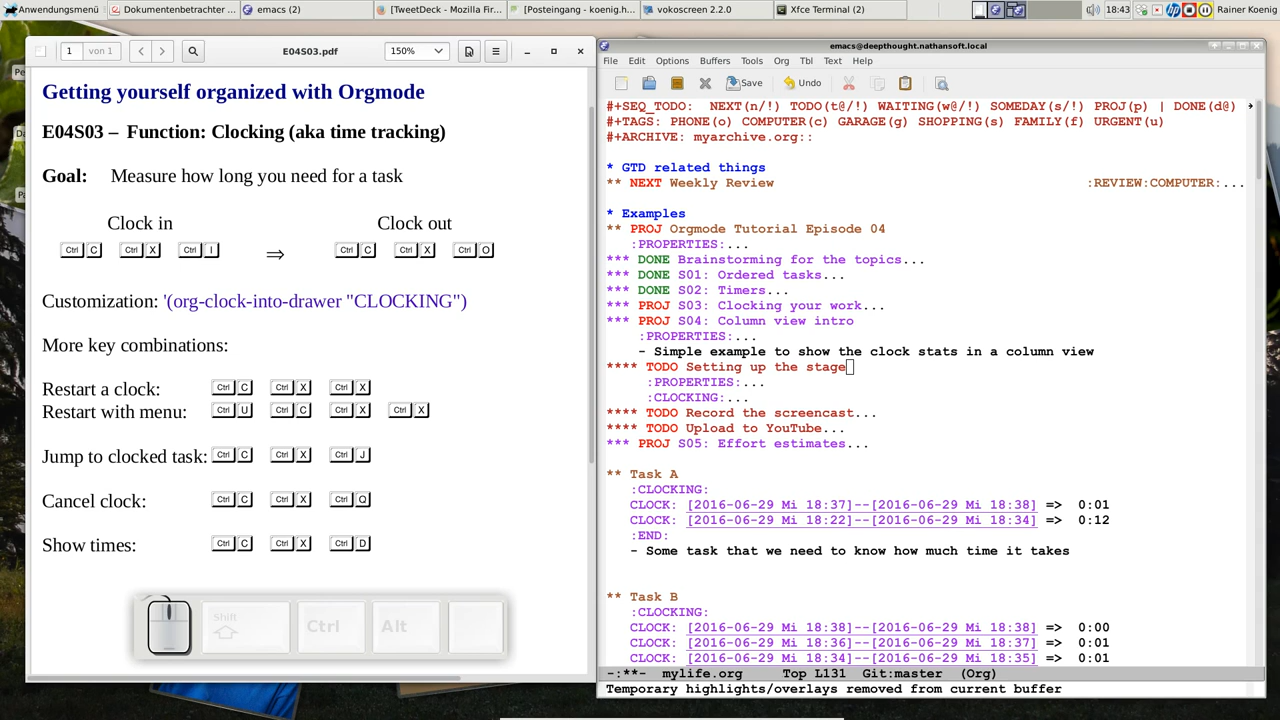 Anwendungsmenü
Dokumentenbetrachter ...
emacs (2)
[TweetDeck - Mozilla Fir...
[Posteingang - koenig.h...
vokoscreen 2.2.0
Xfce Terminal (2)
18:43
Rainer Koenig
1 von 1
E04S03.pdf
150%
Getting yourself organized with Orgmode
E04S03 – Function: Clocking (aka time tracking)
Goal: Measure how long you need for a task
Clock in Clock out
Ctrl C Ctrl X Ctrl I ⇒ Ctrl C Ctrl X Ctrl O
Customization: '(org-clock-into-drawer "CLOCKING")
More key combinations:
Restart a clock: Ctrl C Ctrl X Ctrl X
Restart with menu: Ctrl U Ctrl C Ctrl X Ctrl X
Jump to clocked task: Ctrl C Ctrl X Ctrl J
Cancel clock: Ctrl C Ctrl X Ctrl Q
Show times: Ctrl C Ctrl X Ctrl D
Shift
Ctrl Alt
emacs@deepthought.nathansoft.local
File Edit Options Buffers Tools Org Tbl Text Help
Save Undo
#+SEQ_TODO: NEXT(n/!) TODO(t@/!) WAITING(w@/!) SOMEDAY(s/!) PROJ(p) | DONE(d@)
#+TAGS: PHONE(o) COMPUTER(c) GARAGE(g) SHOPPING(s) FAMILY(f) URGENT(u)
#+ARCHIVE: myarchive.org::
* GTD related things
** NEXT Weekly Review :REVIEW:COMPUTER:...
* Examples
** PROJ Orgmode Tutorial Episode 04
:PROPERTIES:...
*** DONE Brainstorming for the topics...
*** DONE S01: Ordered tasks...
*** DONE S02: Timers...
*** PROJ S03: Clocking your work...
*** PROJ S04: Column view intro
:PROPERTIES:...
- Simple example to show the clock stats in a column view
**** TODO Setting up the stage
:PROPERTIES:...
:CLOCKING:...
**** TODO Record the screencast...
**** TODO Upload to YouTube...
*** PROJ S05: Effort estimates...
** Task A
:CLOCKING:
CLOCK: [2016-06-29 Mi 18:37]--[2016-06-29 Mi 18:38] => 0:01
CLOCK: [2016-06-29 Mi 18:22]--[2016-06-29 Mi 18:34] => 0:12
:END:
- Some task that we need to know how much time it takes
** Task B
:CLOCKING:
CLOCK: [2016-06-29 Mi 18:38]--[2016-06-29 Mi 18:38] => 0:00
CLOCK: [2016-06-29 Mi 18:36]--[2016-06-29 Mi 18:37] => 0:01
CLOCK: [2016-06-29 Mi 18:34]--[2016-06-29 Mi 18:35] => 0:01
-:**- mylife.org Top L131 Git:master (Org)
Temporary highlights/overlays removed from current buffer